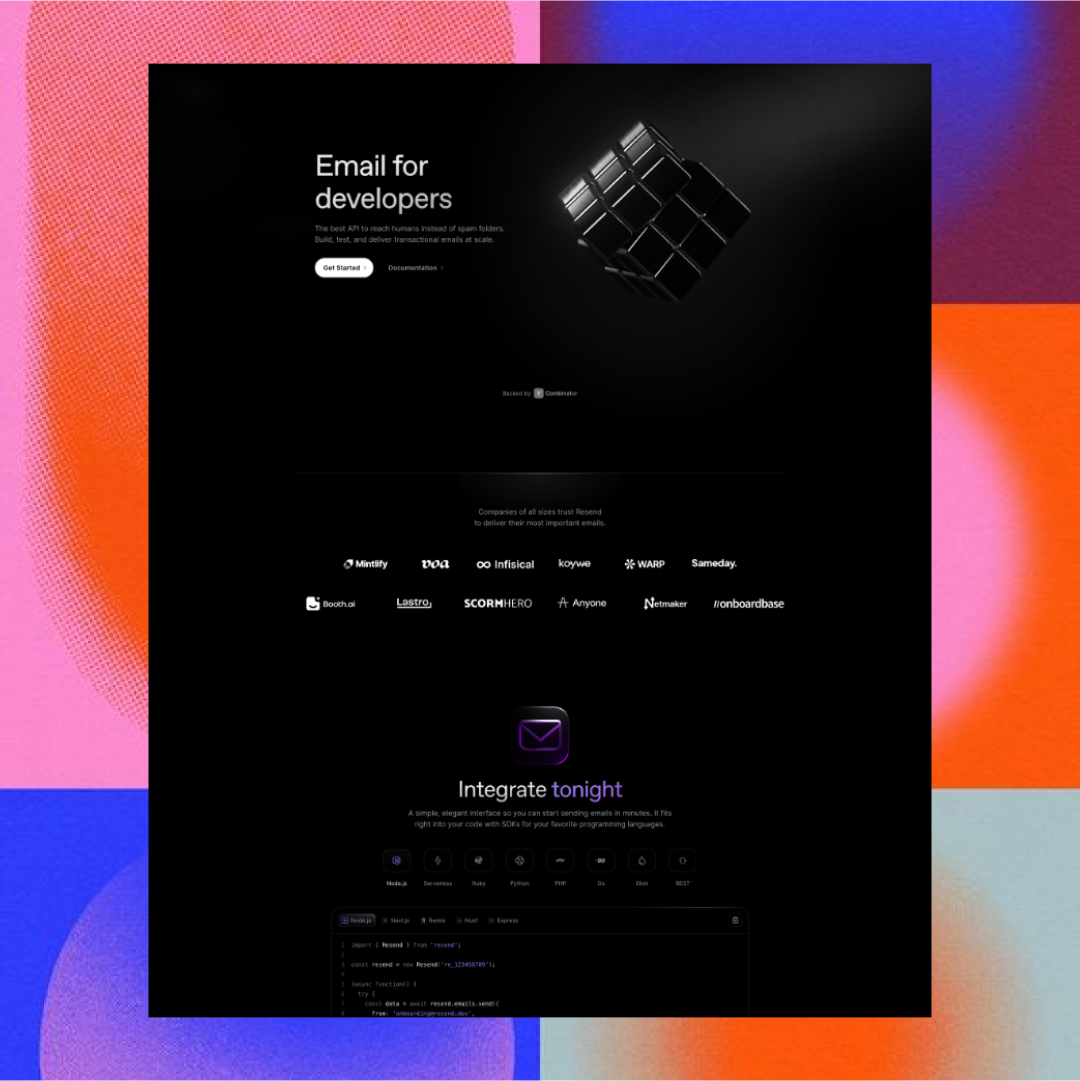 Email for
developers
The best API to reach humans instead of spam folders.
Build, test, and deliver transactional emails at scale.
Get Started ›
Documentation ›
Backed by Y Combinator
Companies of all sizes trust Resend
to deliver their most important emails.
Mintlify voa Infisical koywe WARP Sameday.
Booth.ai Lastro SCORMHERO Anyone Netmaker //onboardbase
Integrate tonight
A simple, elegant interface so you can start sending emails in minutes. It fits
right into your code with SDKs for your favorite programming languages.
Node.js Serverless Ruby Python PHP Go Elixir REST
Node.js Next.js Remix Nuxt Express
1 import { Resend } from 'resend';
2
3 const resend = new Resend('re_123456789');
4
5 (async function() {
6 try {
7 const data = await resend.emails.send({
8 from: 'onboarding@resend.dev',